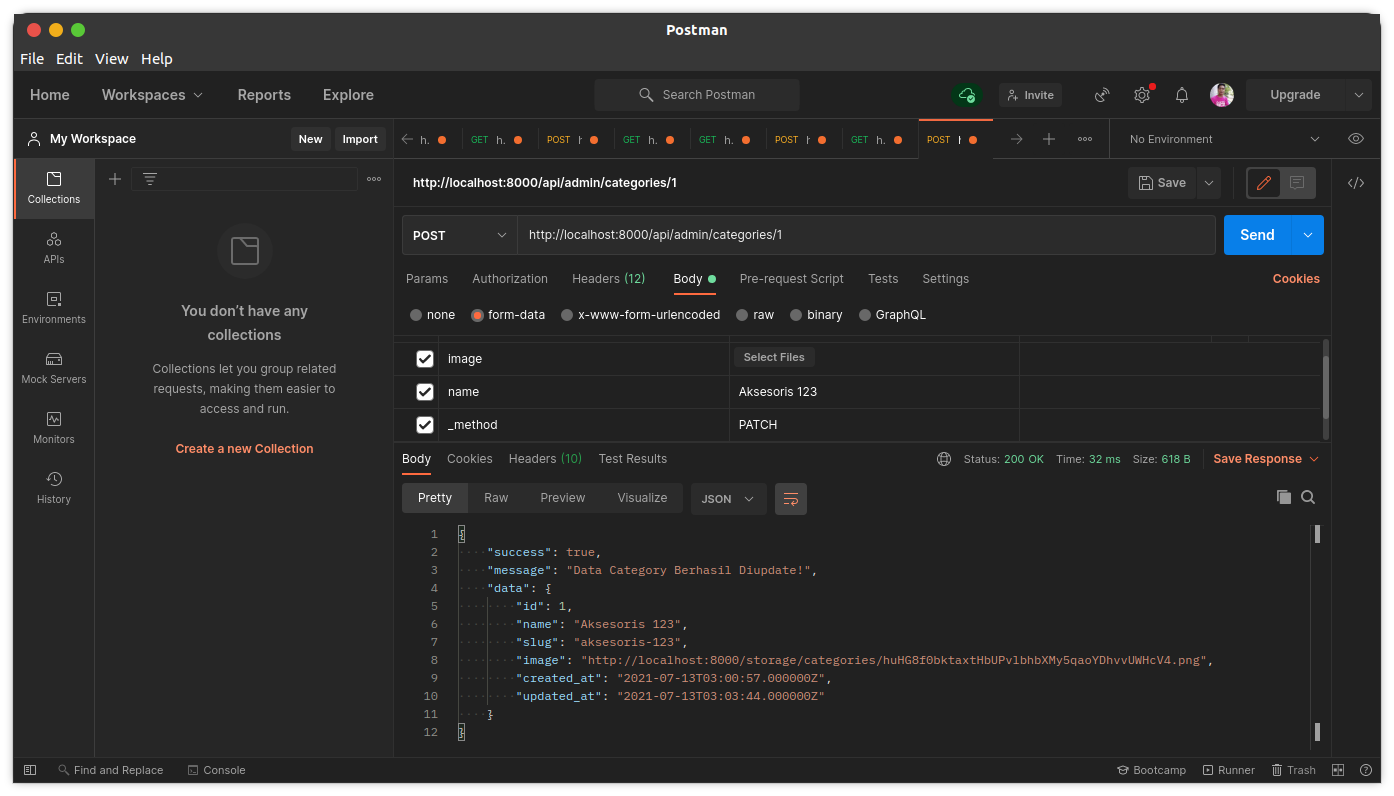 Postman
File Edit View Help
Home Workspaces Reports Explore Search Postman Invite Upgrade
My Workspace New Import h. GET h. POST h GET h. GET h. POST h GET h. POST h No Environment
Collections
APIs
Environments
Mock Servers
Monitors
History
You don’t have any
collections
Collections let you group related
requests, making them easier to
access and run.
Create a new Collection
http://localhost:8000/api/admin/categories/1 Save
POST http://localhost:8000/api/admin/categories/1 Send
Params Authorization Headers (12) Body Pre-request Script Tests Settings Cookies
none form-data x-www-form-urlencoded raw binary GraphQL
image Select Files
name Aksesoris 123
_method PATCH
Body Cookies Headers (10) Test Results Status: 200 OK Time: 32 ms Size: 618 B Save Response
Pretty Raw Preview Visualize JSON
1 {
2 "success": true,
3 "message": "Data Category Berhasil Diupdate!",
4 "data": {
5 "id": 1,
6 "name": "Aksesoris 123",
7 "slug": "aksesoris-123",
8 "image": "http://localhost:8000/storage/categories/huHG8f0bktaxtHbUPvlbhbXMy5qaoYDhvvUWHcV4.png",
9 "created_at": "2021-07-13T03:00:57.000000Z",
10 "updated_at": "2021-07-13T03:03:44.000000Z"
11 }
12 }
Find and Replace Console Bootcamp Runner Trash